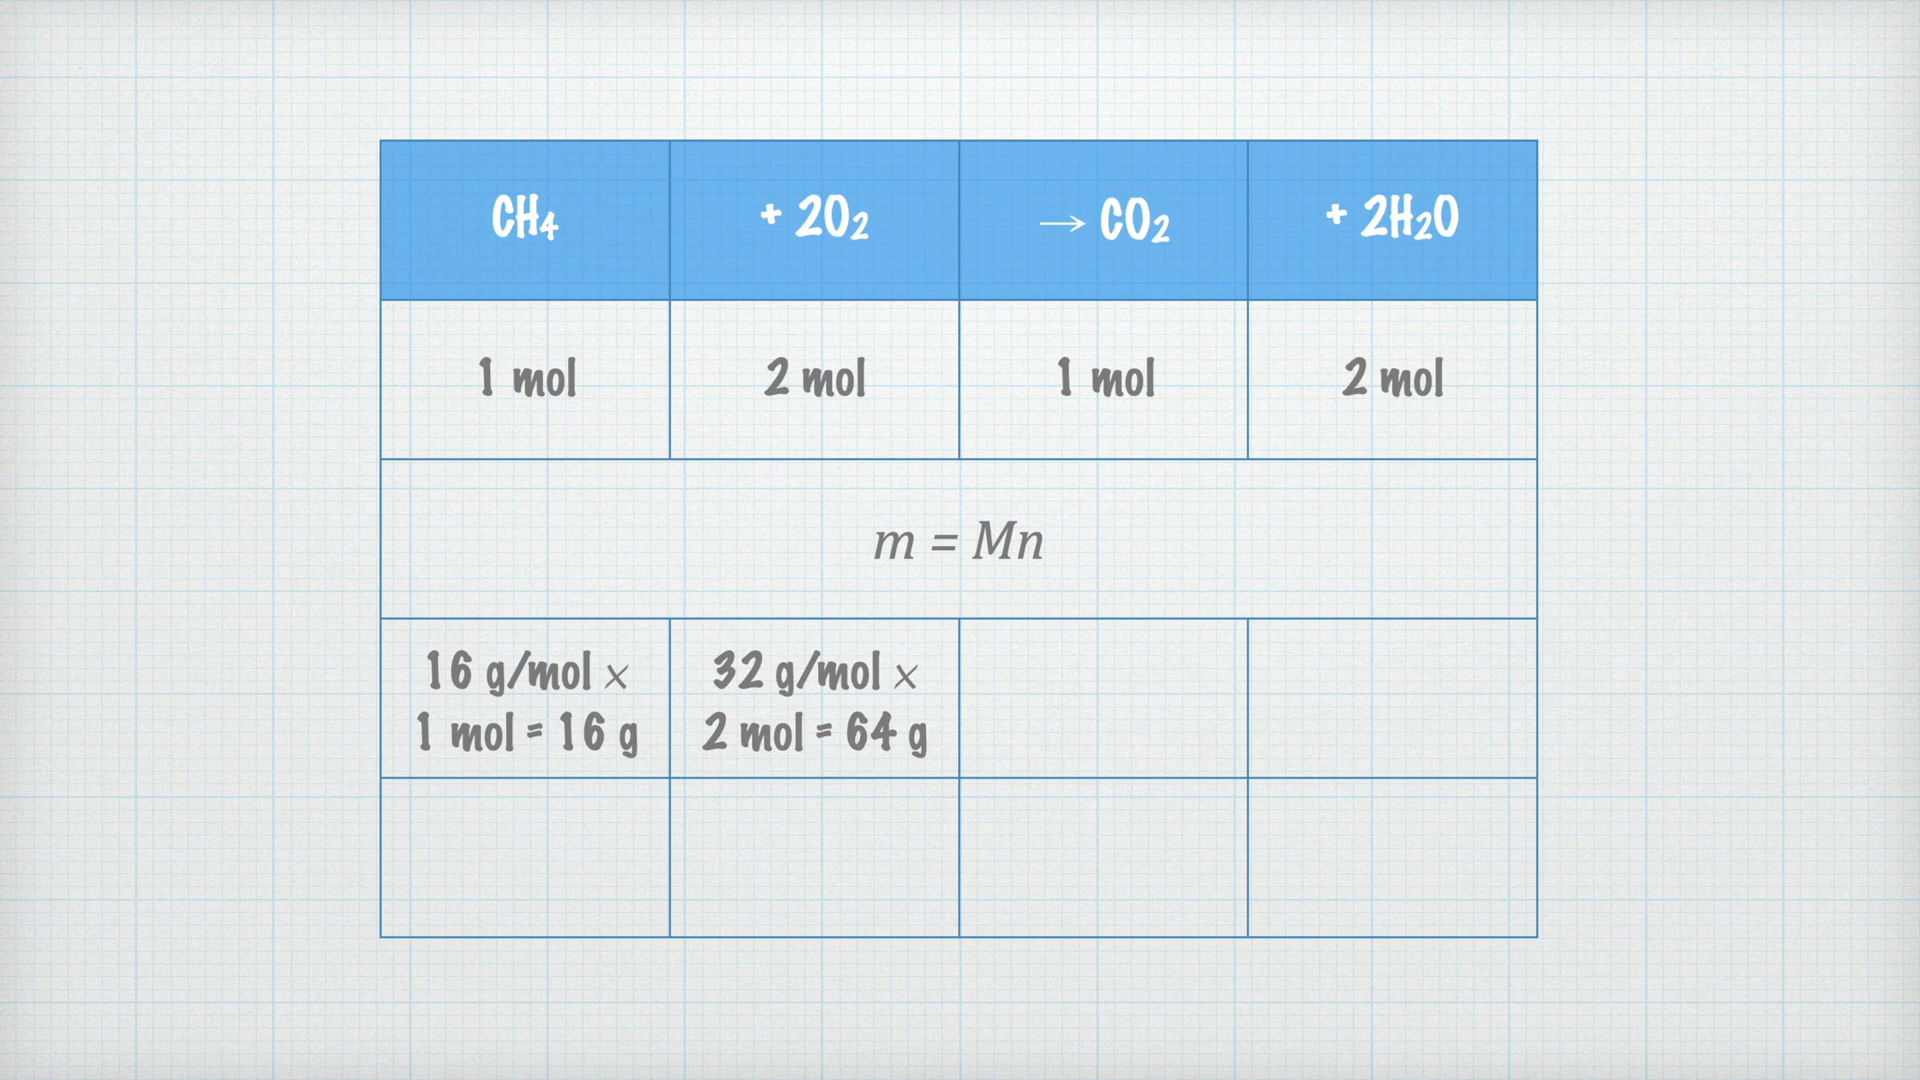 CH₄ + 2O₂ → CO₂ + 2H₂O
1 mol 2 mol 1 mol 2 mol
m = Mn
16 g/mol × 32 g/mol ×
1 mol = 16 g 2 mol = 64 g